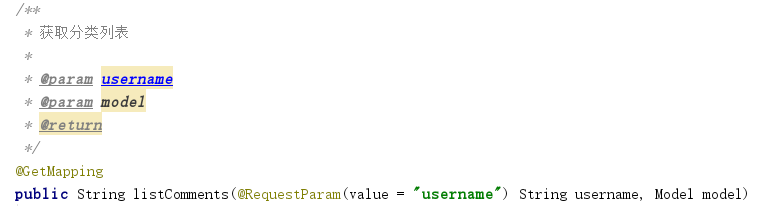 /**
 * 获取分类列表
 *
 * @param username
 * @param model
 * @return
 */
@GetMapping
public String listComments(@RequestParam(value = "username") String username, Model model)